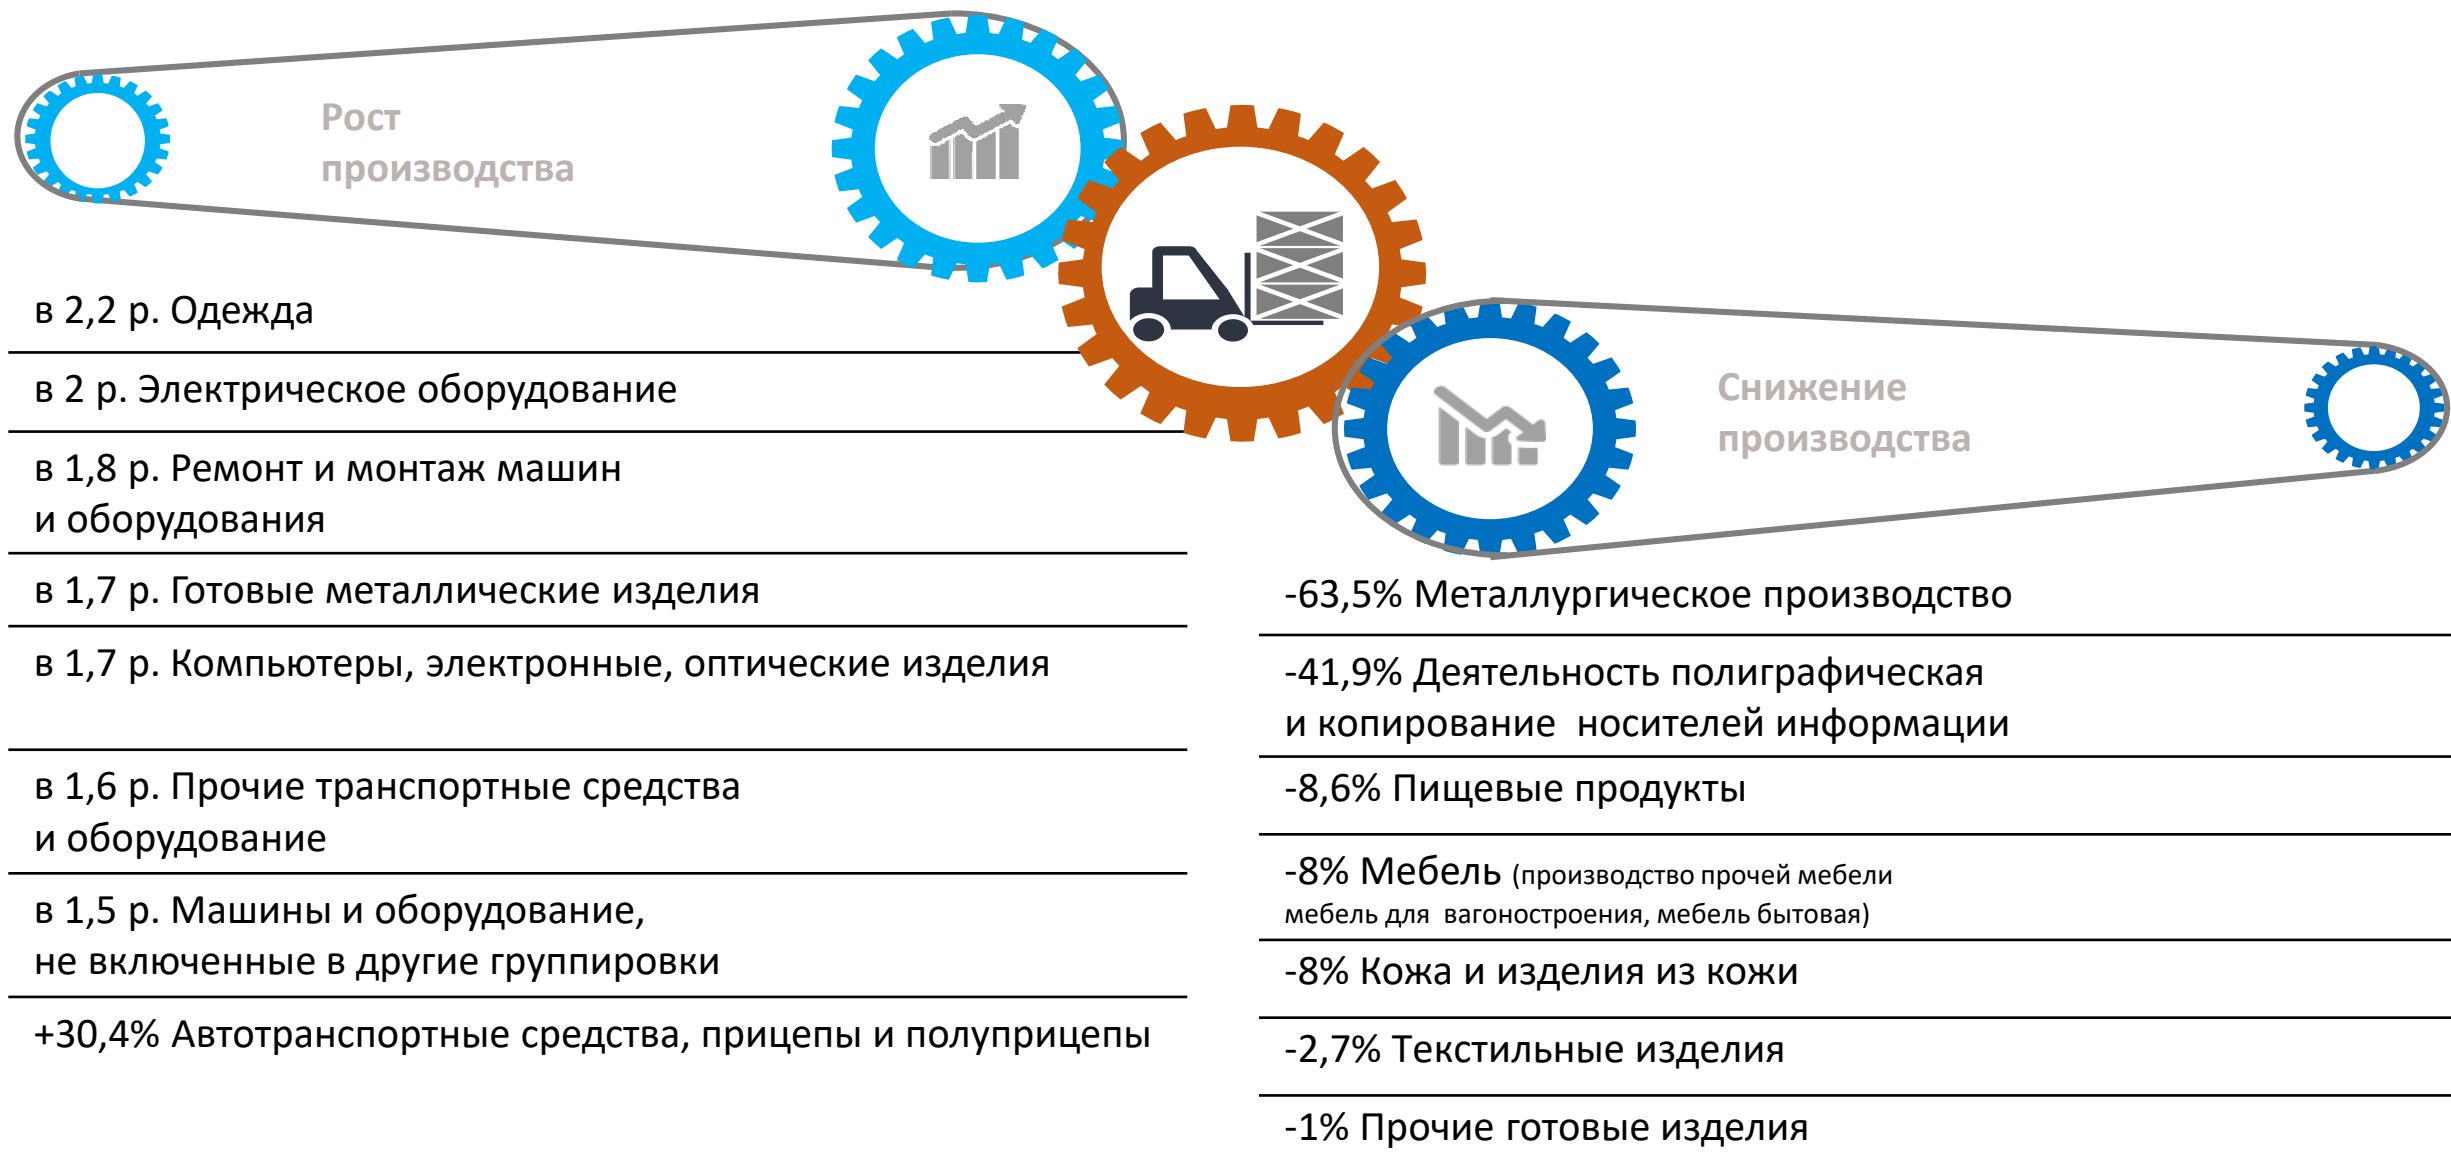 Рост
производства
в 2,2 р. Одежда
в 2 р. Электрическое оборудование
в 1,8 р. Ремонт и монтаж машин
и оборудования
в 1,7 р. Готовые металлические изделия
в 1,7 р. Компьютеры, электронные, оптические изделия
в 1,6 р. Прочие транспортные средства
и оборудование
в 1,5 р. Машины и оборудование,
не включенные в другие группировки
+30,4% Автотранспортные средства, прицепы и полуприцепы
Снижение
производства
-63,5% Металлургическое производство
-41,9% Деятельность полиграфическая
и копирование  носителей информации
-8,6% Пищевые продукты
-8% Мебель (производство прочей мебели
мебель для  вагоностроения, мебель бытовая)
-8% Кожа и изделия из кожи
-2,7% Текстильные изделия
-1% Прочие готовые изделия